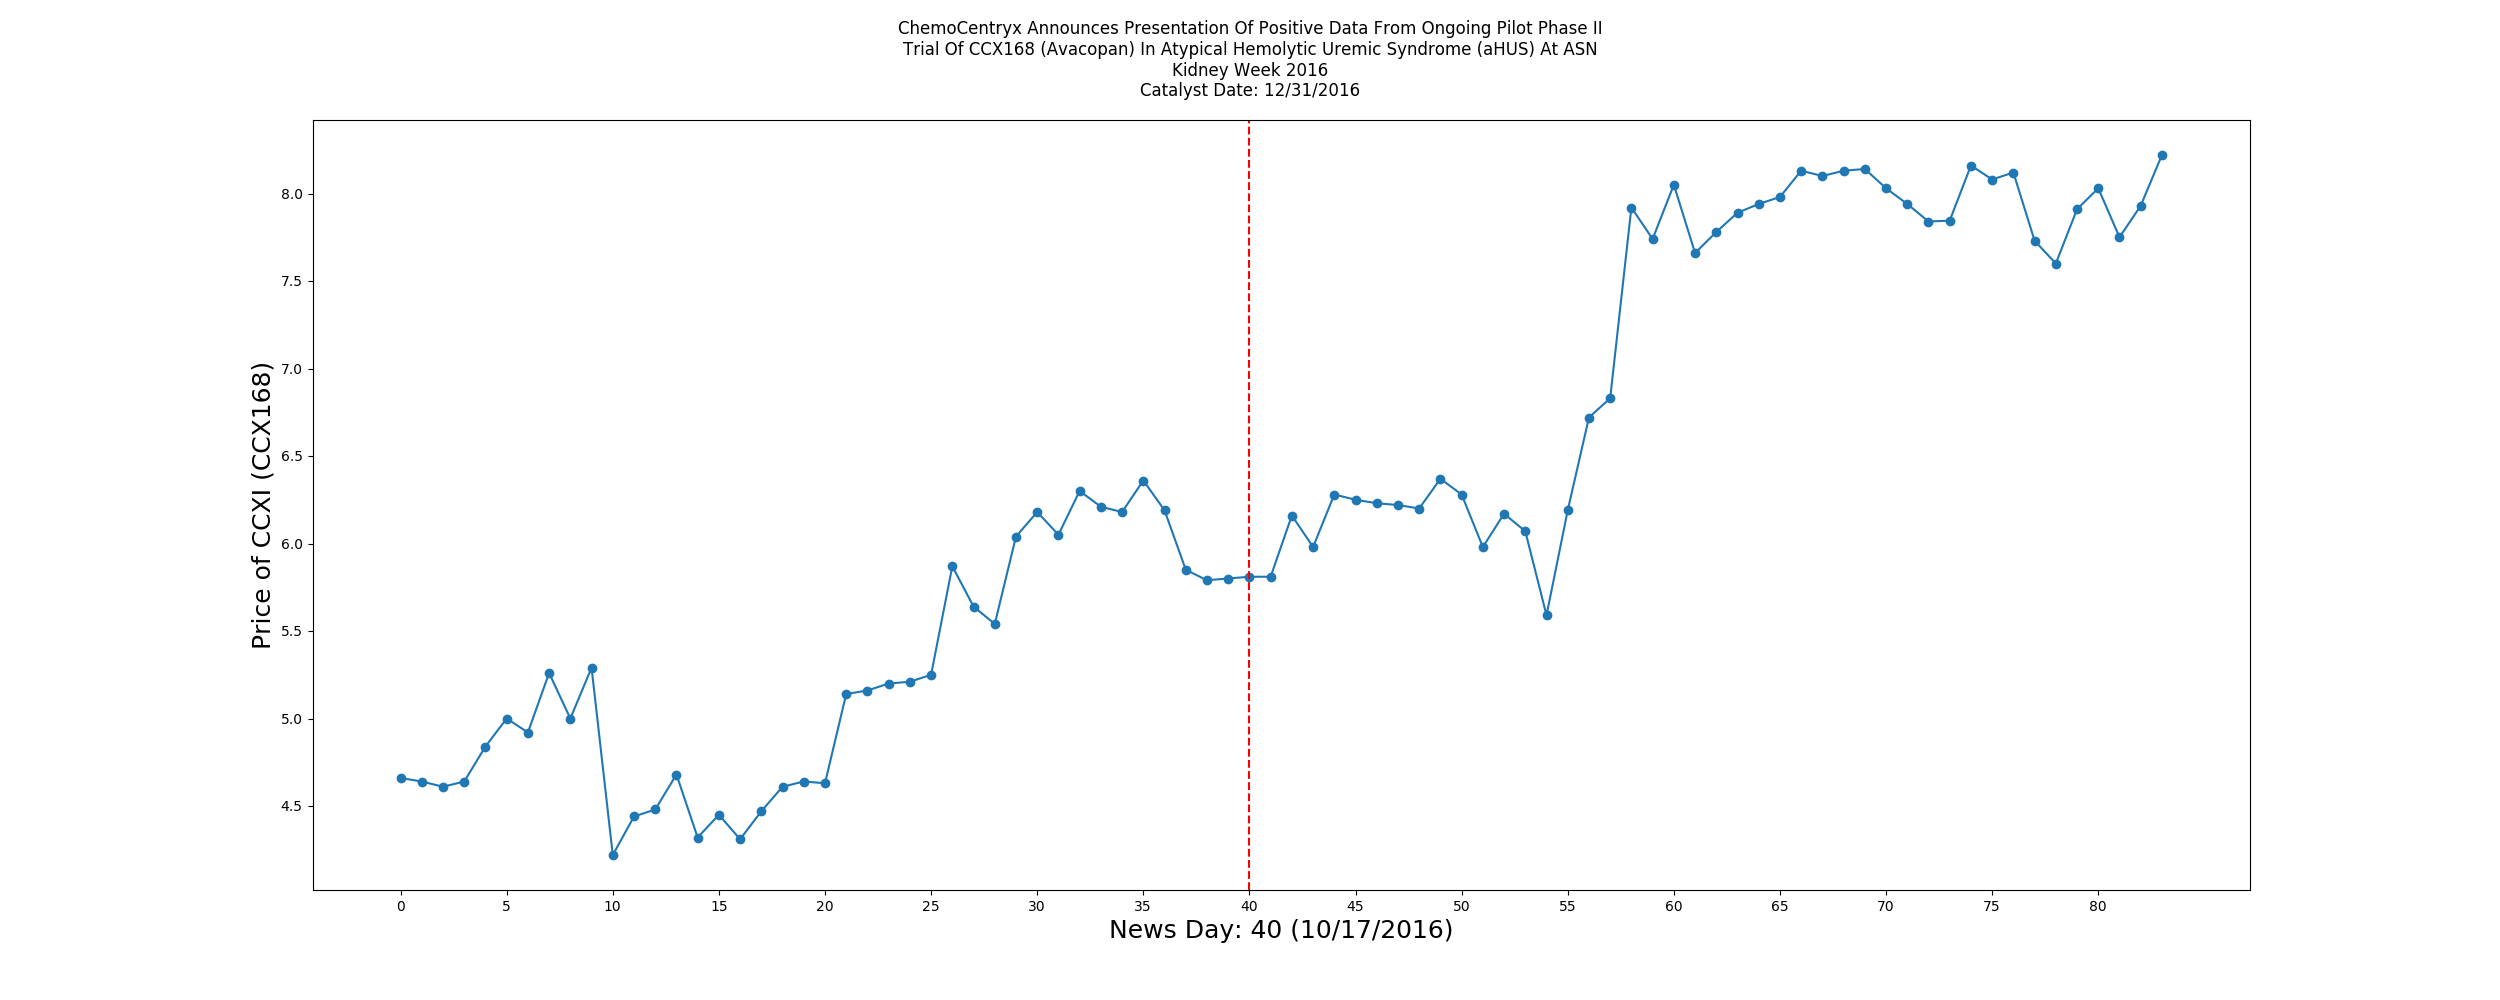 ChemoCentryx Announces Presentation Of Positive Data From Ongoing Pilot Phase II
Trial Of CCX168 (Avacopan) In Atypical Hemolytic Uremic Syndrome (aHUS) At ASN
Kidney Week 2016
Catalyst Date: 12/31/2016
Price of CCXI (CCX168)
8.0
7.5
7.0
6.5
6.0
5.5
5.0
4.5
0 5 10 15 20 25 30 35 40 45 50 55 60 65 70 75 80
News Day: 40 (10/17/2016)